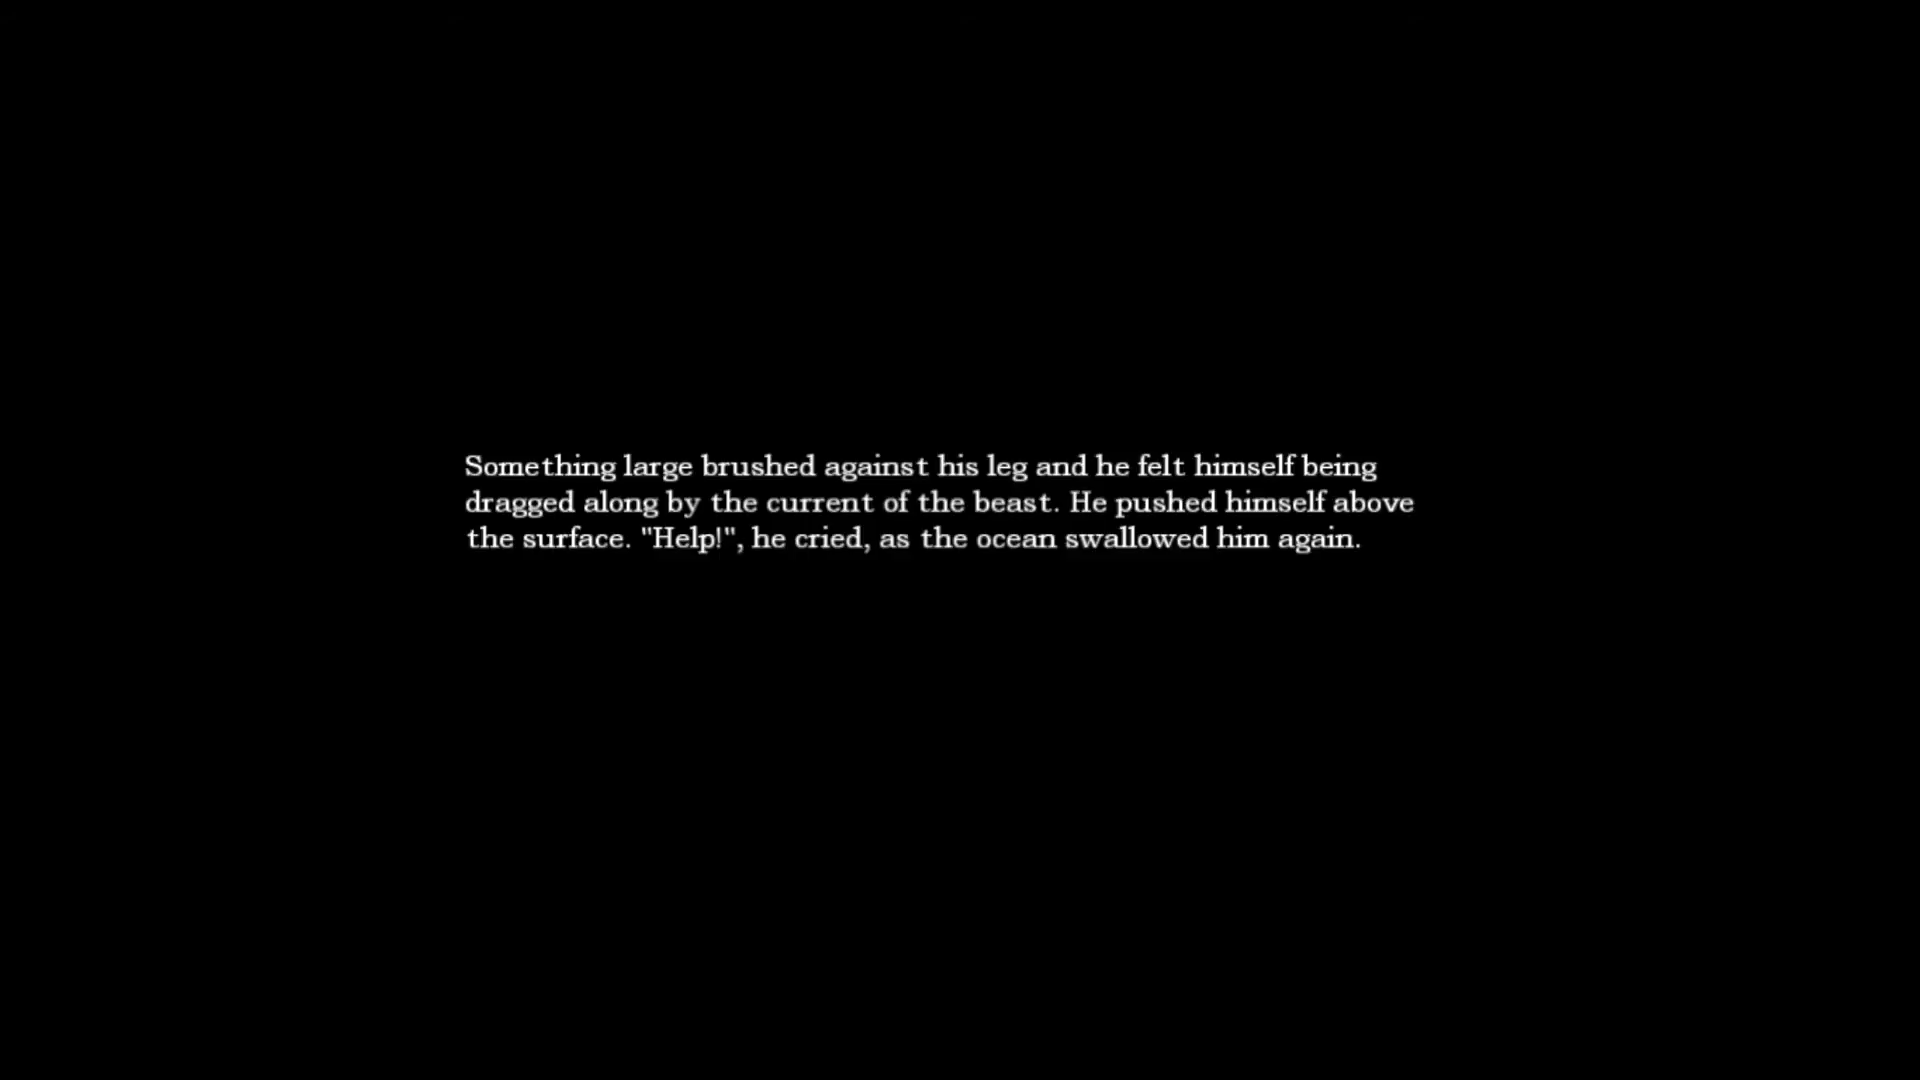 Something large brushed against his leg and he felt himself being
dragged along by the current of the beast. He pushed himself above
the surface. "Help!", he cried, as the ocean swallowed him again.